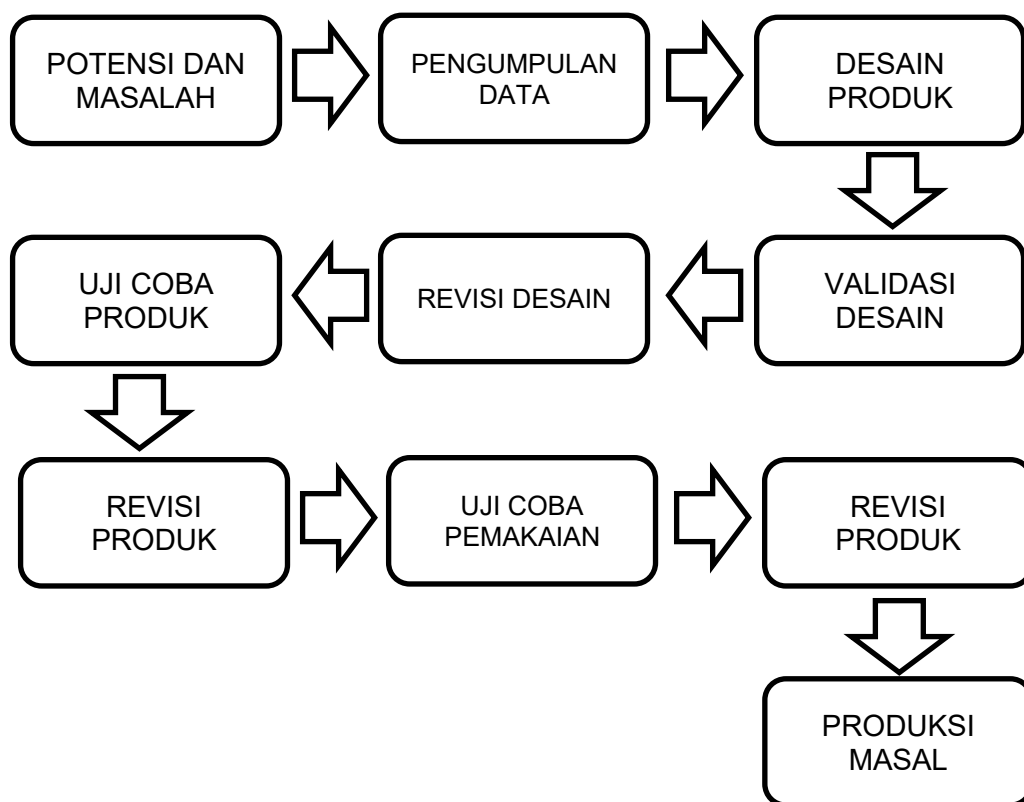 POTENSI DAN
MASALAH
PENGUMPULAN
DATA
DESAIN
PRODUK
VALIDASI
DESAIN
REVISI DESAIN
UJI COBA
PRODUK
REVISI
PRODUK
UJI COBA
PEMAKAIAN
REVISI
PRODUK
PRODUKSI
MASAL